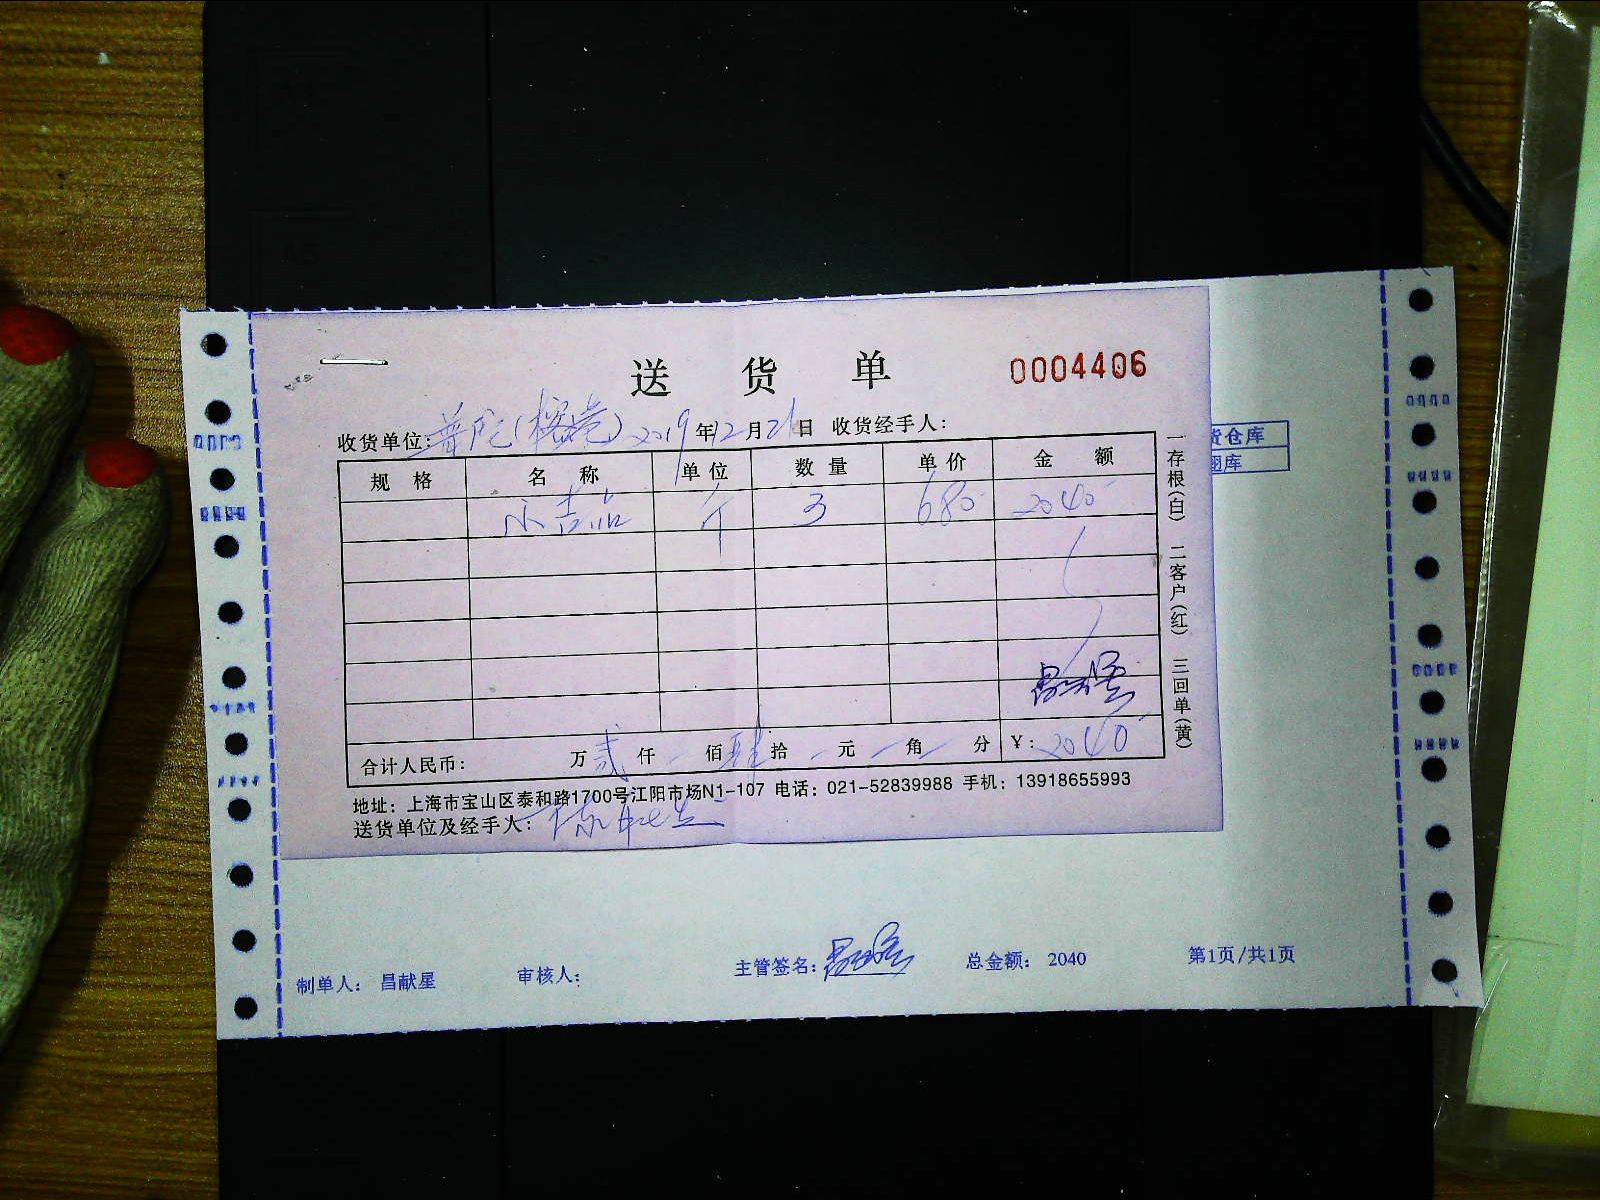 送货单 0004406
收货单位: 普陀( ) 2019年12月21日 收货经手人:
规格 名称 单位 数量 单价 金额
个 3 680 2040
合计人民币: 万贰仟 佰肆拾 元 角 分 ¥: 2040
地址: 上海市宝山区泰和路1700号江阳市场N1-107 电话: 021-52839988 手机: 13918655993
送货单位及经手人:
一存根(白) 二客户(红) 三回单(黄)
货仓库
库
制单人: 昌献星 审核人: 主管签名: 总金额: 2040 第1页/共1页